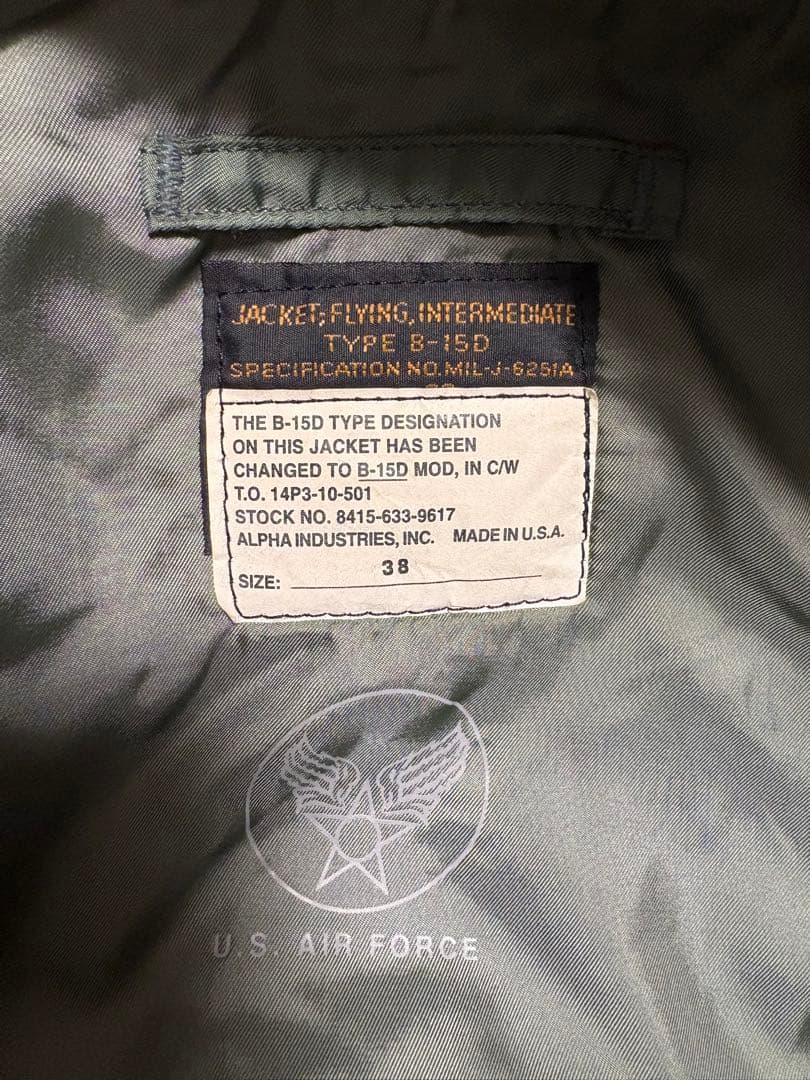 JACKET; FLYING, INTERMEDIATE
TYPE B-15D
SPECIFICATION NO. MIL-J-6251A
THE B-15D TYPE DESIGNATION
ON THIS JACKET HAS BEEN
CHANGED TO B-15D MOD, IN C/W
T.O. 14P3-10-501
STOCK NO. 8415-633-9617
ALPHA INDUSTRIES, INC. MADE IN U.S.A.
SIZE: 38
U.S. AIR FORCE